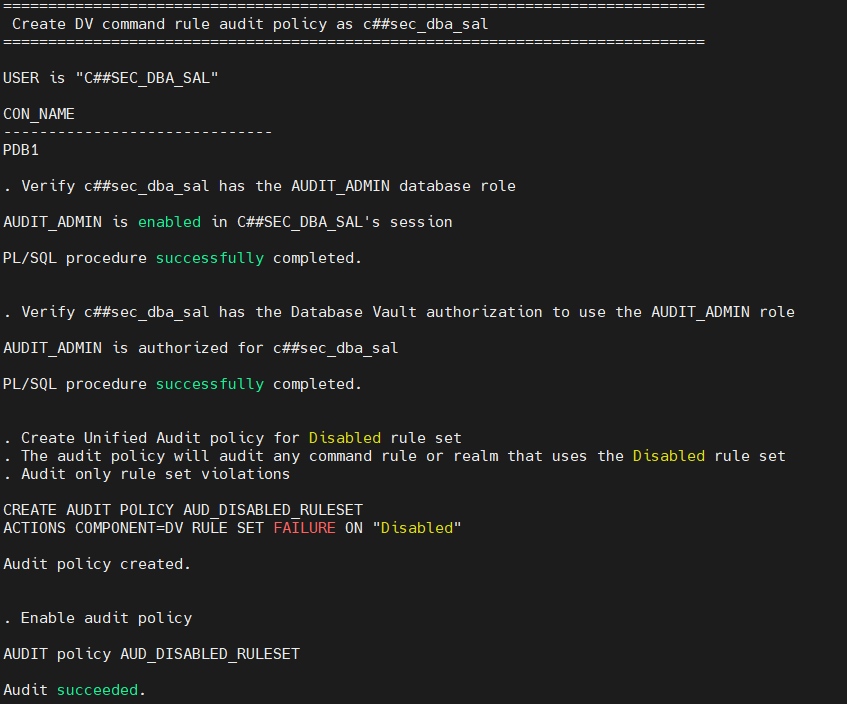 ==============================================================================
Create DV command rule audit policy as c##sec_dba_sal
==============================================================================
USER is "C##SEC_DBA_SAL"
CON_NAME
------------------------------
PDB1
. Verify c##sec_dba_sal has the AUDIT_ADMIN database role
AUDIT_ADMIN is enabled in C##SEC_DBA_SAL's session
PL/SQL procedure successfully completed.
. Verify c##sec_dba_sal has the Database Vault authorization to use the AUDIT_ADMIN role
AUDIT_ADMIN is authorized for c##sec_dba_sal
PL/SQL procedure successfully completed.
. Create Unified Audit policy for Disabled rule set
. The audit policy will audit any command rule or realm that uses the Disabled rule set
. Audit only rule set violations
CREATE AUDIT POLICY AUD_DISABLED_RULESET
ACTIONS COMPONENT=DV RULE SET FAILURE ON "Disabled"
Audit policy created.
. Enable audit policy
AUDIT policy AUD_DISABLED_RULESET
Audit succeeded.